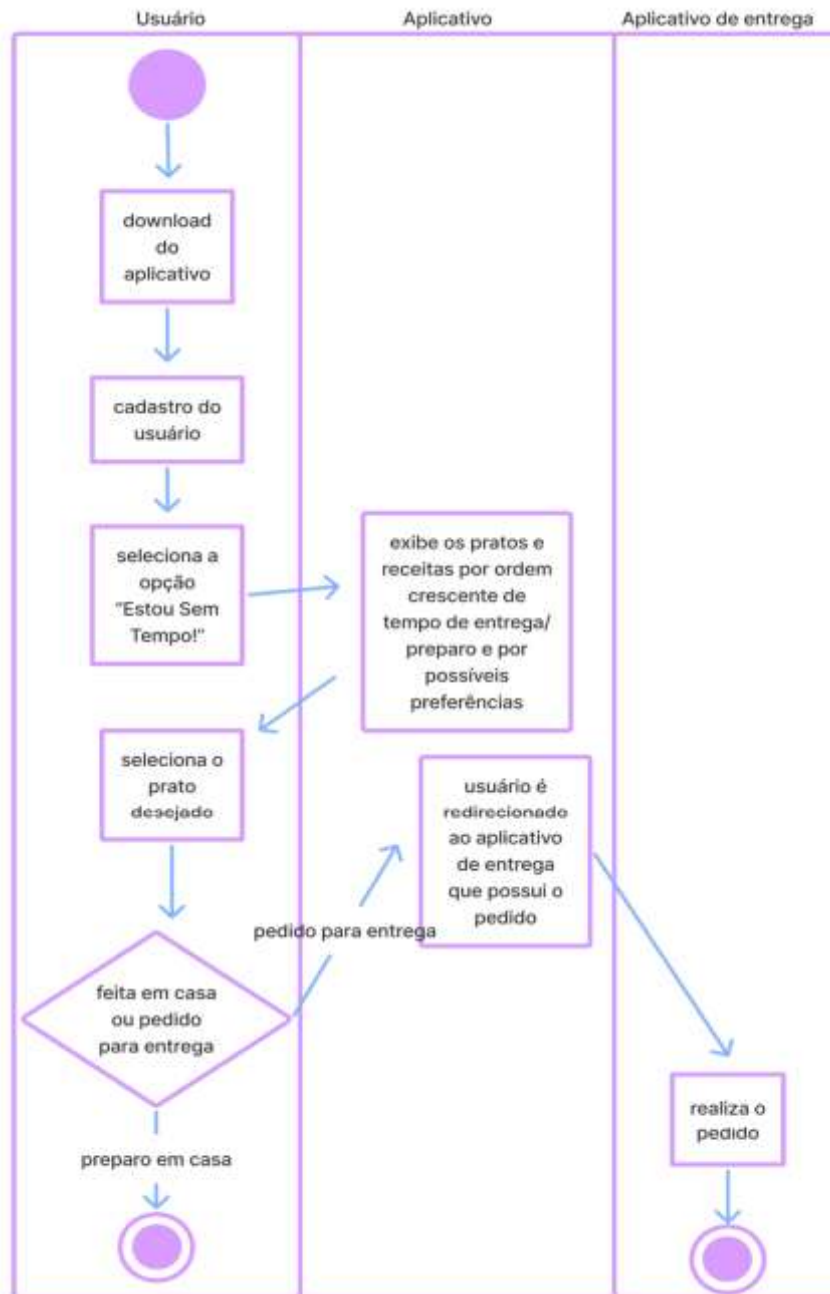 Usuário
Aplicativo
Aplicativo de entrega
download
do
aplicativo
cadastro do
usuário
seleciona a
opção
"Estou Sem
Tempo!"
exibe os pratos e
receitas por ordem
crescente de
tempo de entrega/
preparo e por
possíveis
preferências
seleciona o
prato
desejado
usuário é
redirecionado
ao aplicativo
de entrega
que possui o
pedido
pedido para entrega
feita em casa
ou pedido
para entrega
preparo em casa
realiza o
pedido